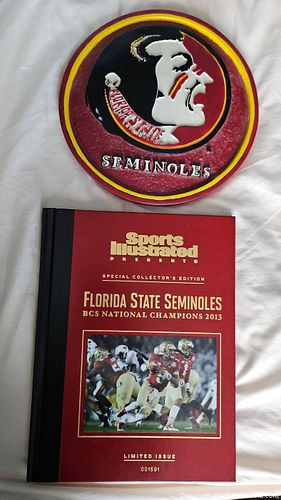 FLORIDA STATE
SEMINOLES
Sports
Illustrated
PRESENTS
SPECIAL COLLECTOR'S EDITION
FLORIDA STATE SEMINOLES
BCS NATIONAL CHAMPIONS 2013
LIMITED ISSUE
001591